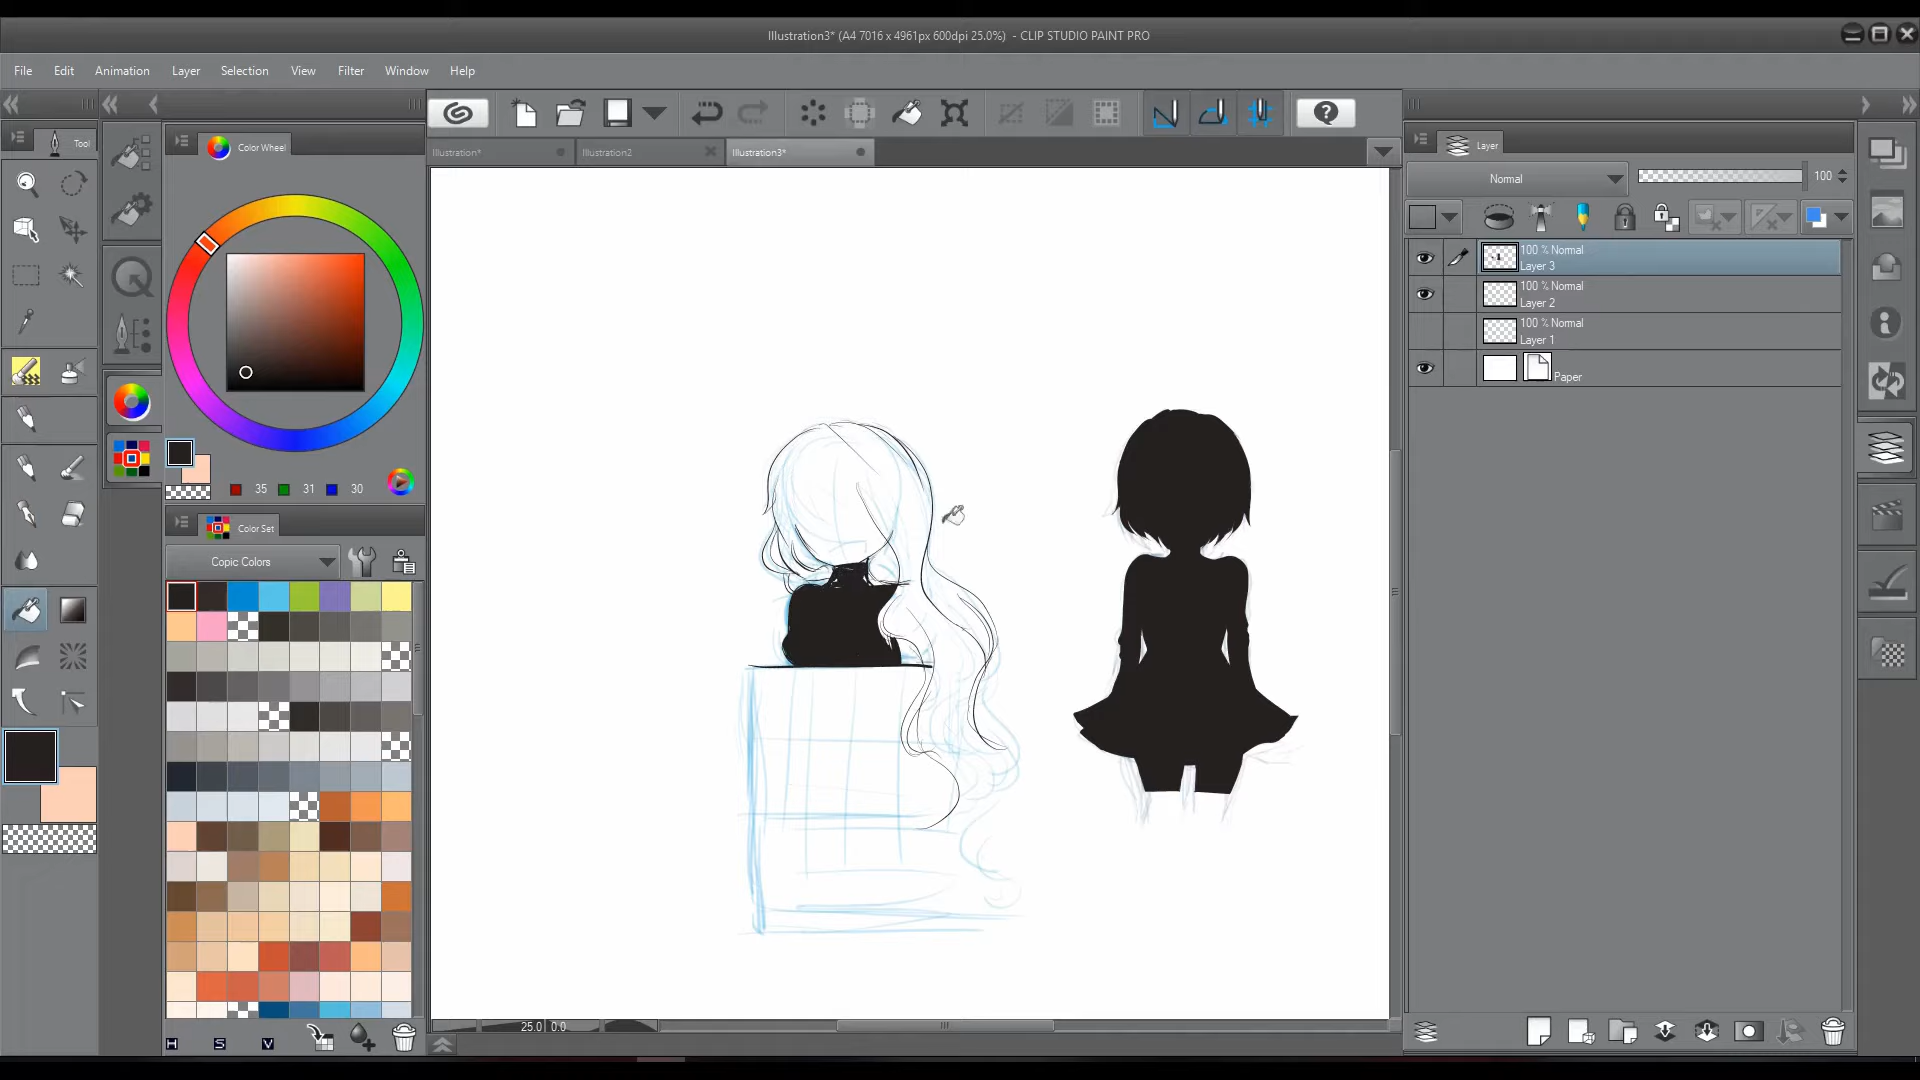 Illustration3* (A4 7016 x 4961px 600dpi 25.0%) - CLIP STUDIO PAINT PRO
File Edit Animation Layer Selection View Filter Window Help
Tool
Color Wheel
Illustration*
Illustration2
Illustration3*
Layer
Normal
100
100 % Normal
Layer 3
100 % Normal
Layer 2
100 % Normal
Layer 1
Paper
35 31 30
Color Set
Copic Colors
H S V
25.0 0.0